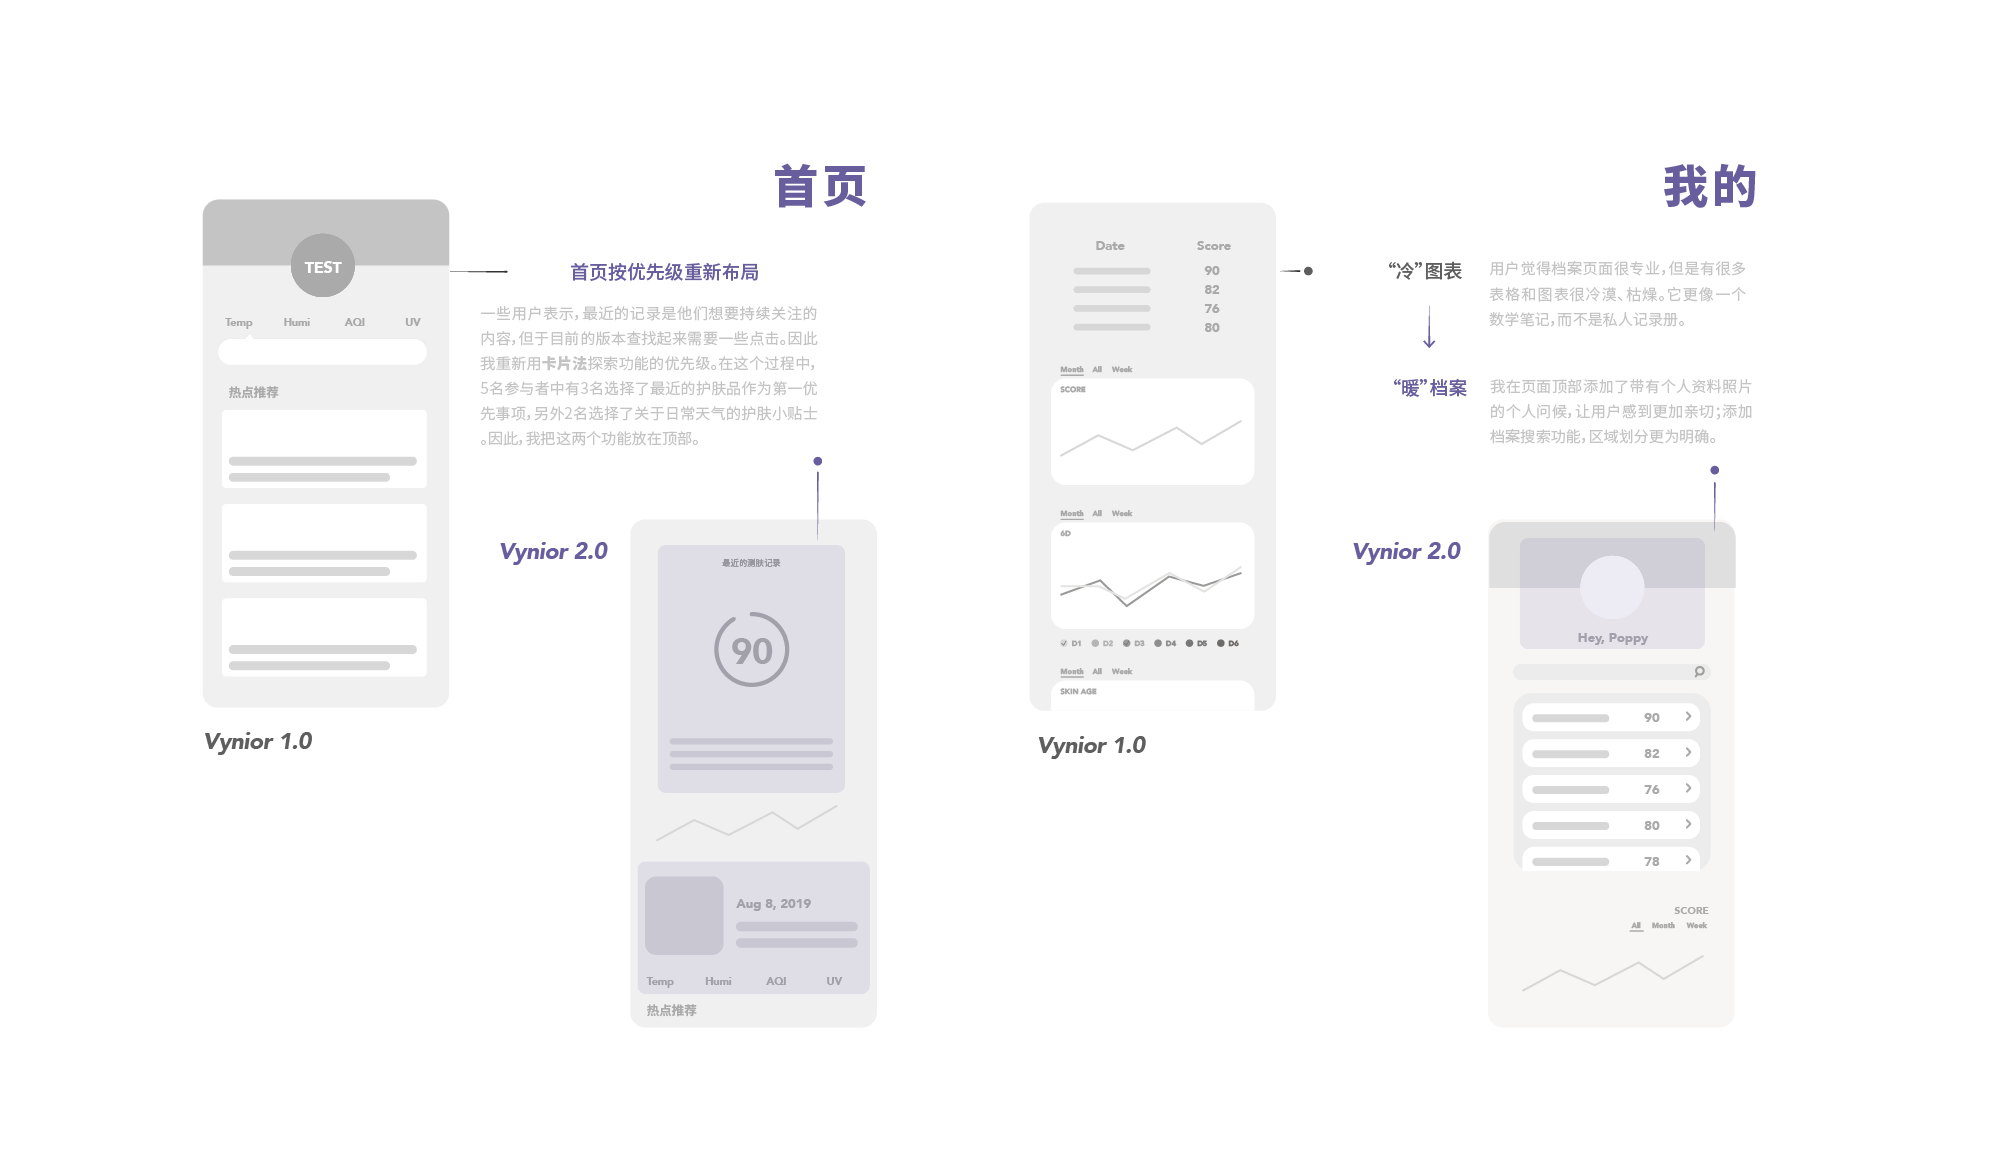 首页
TEST
Temp Humi AQI UV
热点推荐
Vynior 1.0
首页按优先级重新布局
一些用户表示，最近的记录是他们想要持续关注的
内容，但于目前的版本查找起来需要一些点击。因此
我重新用卡片法探索功能的优先级。在这个过程中，
5名参与者中有3名选择了最近的护肤品作为第一优
先事项，另外2名选择了关于日常天气的护肤小贴士
。因此，我把这两个功能放在顶部。
Vynior 2.0
最近的测肤记录
90
Aug 8, 2019
Temp Humi AQI UV
热点推荐
我的
Date Score
90
82
76
80
Month All Week
SCORE
Month All Week
6D
D1 D2 D3 D4 D5 D6
Month All Week
SKIN AGE
Vynior 1.0
“冷”图表
用户觉得档案页面很专业，但是有很多
表格和图表很冷漠、枯燥。它更像一个
数学笔记，而不是私人记录册。
“暖”档案
我在页面顶部添加了带有个人资料照片
的个人问候，让用户感到更加亲切；添加
档案搜索功能，区域划分更为明确。
Vynior 2.0
Hey, Poppy
90
82
76
80
78
SCORE
All Month Week